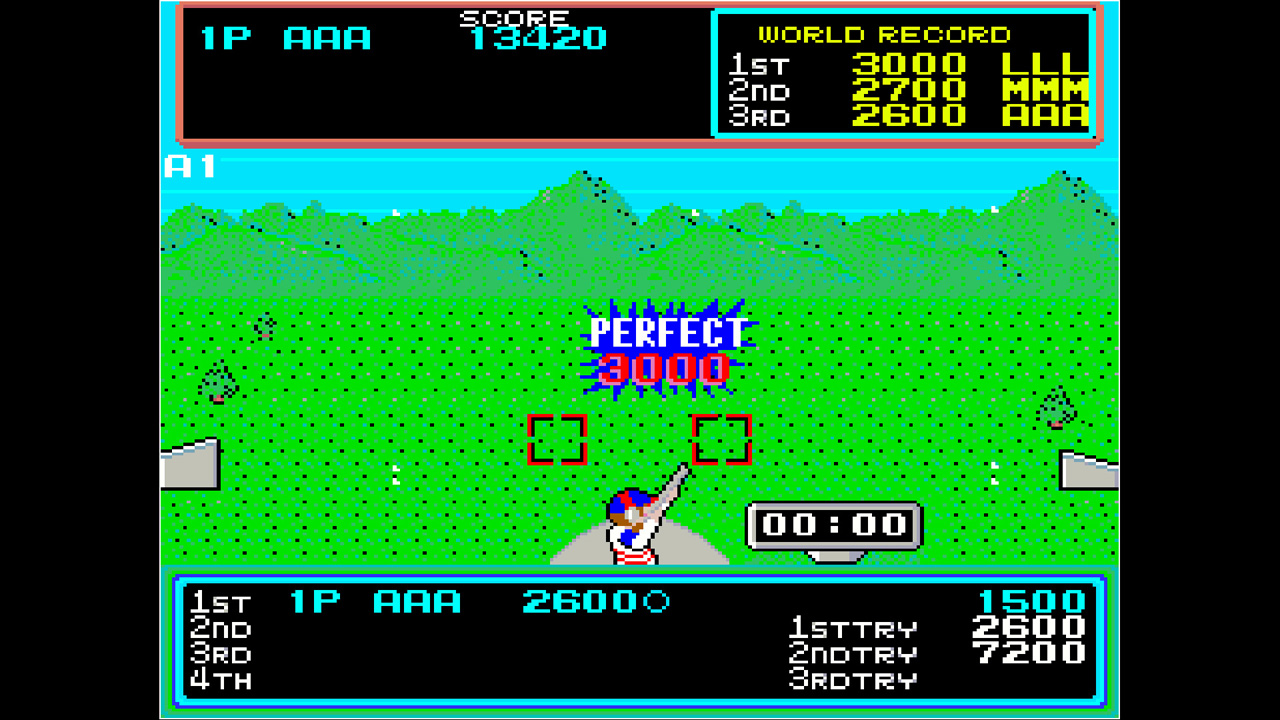 SCORE
1P AAA 13420
WORLD RECORD
1ST 3000 LLL
2ND 2700 MMM
3RD 2600 AAA
A1
PERFECT
3000
00:00
1ST 1P AAA 2600○ 1500
2ND 1STTRY 2600
3RD 2NDTRY 7200
4TH 3RDTRY